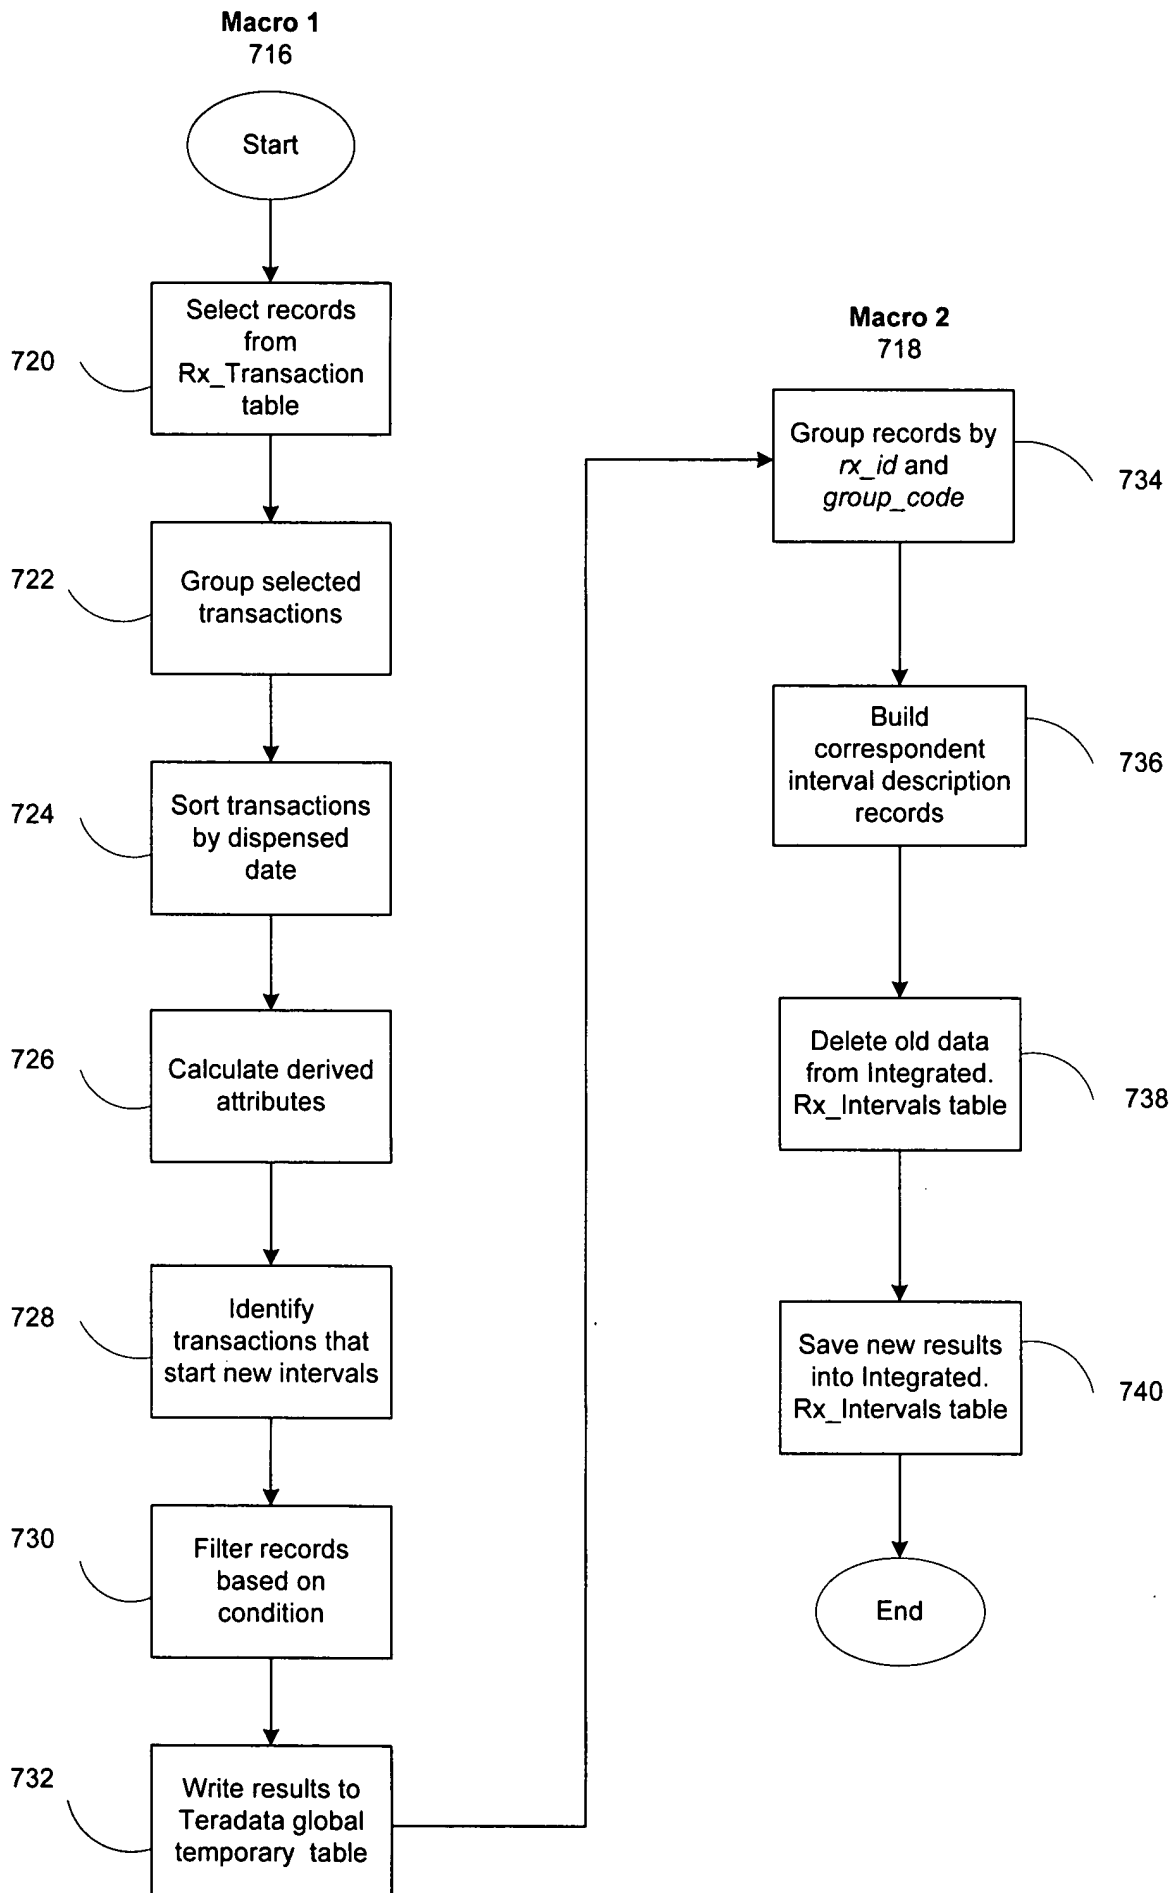 Macro 1
716
Start
720
Select records
from
Rx_Transaction
table
722
Group selected
transactions
724
Sort transactions
by dispensed
date
726
Calculate derived
attributes
728
Identify
transactions that
start new intervals
730
Filter records
based on
condition
732
Write results to
Teradata global
temporary table
Macro 2
718
Group records by
rx_id and
group_code
734
Build
correspondent
interval description
records
736
Delete old data
from Integrated.
Rx_Intervals table
738
Save new results
into Integrated.
Rx_Intervals table
740
End